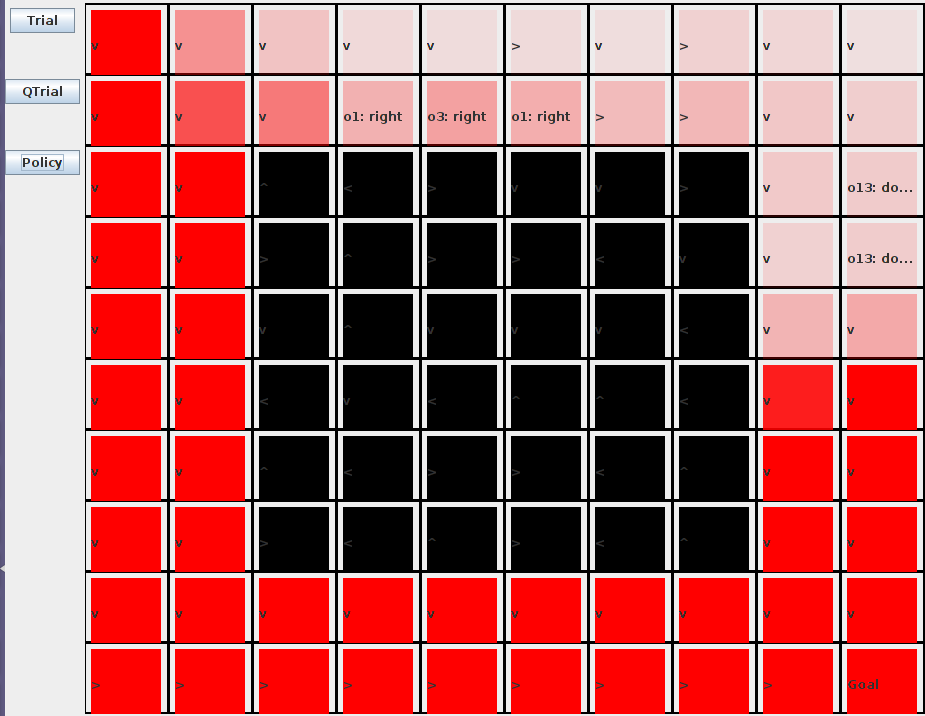 Trial v v v v v > v > v v
QTrial v v v o1: right o3: right o1: right > > v v
Policy v v ^ < > v v > v o13: do...
v v > ^ > > < v v o13: do...
v v v ^ v v v < v v
v v < v < ^ ^ < v v
v v ^ < > > < ^ v v
v v > < ^ > < ^ v v
v v v v v v v v v v
> > > > > > > > > Goal